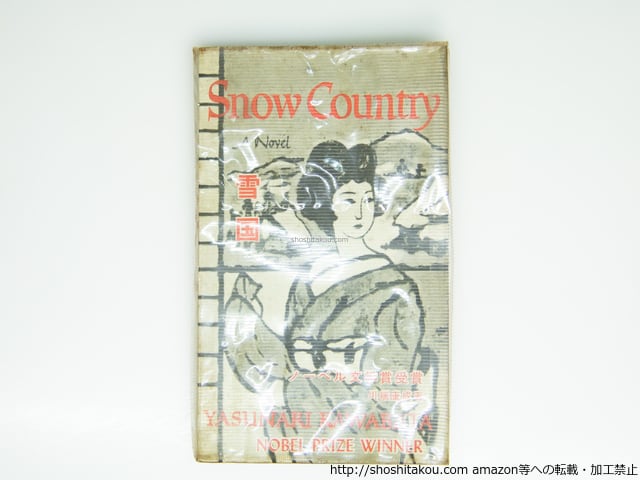 Snow Country
A Novel
雪
国
shoshitakou.com
ノーベル文学賞受賞
YASUNARI KAWABATA
NOBEL PRIZE WINNER
http://shoshitakou.com amazon等への転載・加工禁止